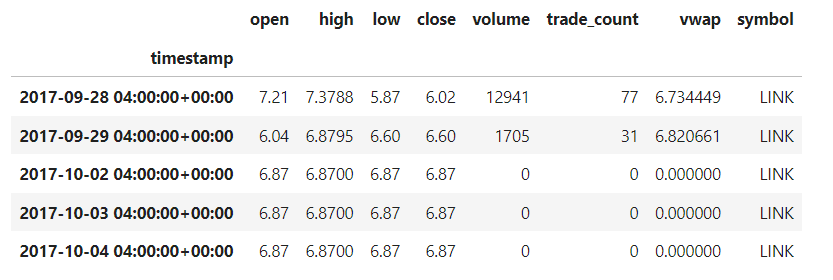 open high low close volume trade_count vwap symbol
timestamp
2017-09-28 04:00:00+00:00 7.21 7.3788 5.87 6.02 12941 77 6.734449 LINK
2017-09-29 04:00:00+00:00 6.04 6.8795 6.60 6.60 1705 31 6.820661 LINK
2017-10-02 04:00:00+00:00 6.87 6.8700 6.87 6.87 0 0 0.000000 LINK
2017-10-03 04:00:00+00:00 6.87 6.8700 6.87 6.87 0 0 0.000000 LINK
2017-10-04 04:00:00+00:00 6.87 6.8700 6.87 6.87 0 0 0.000000 LINK